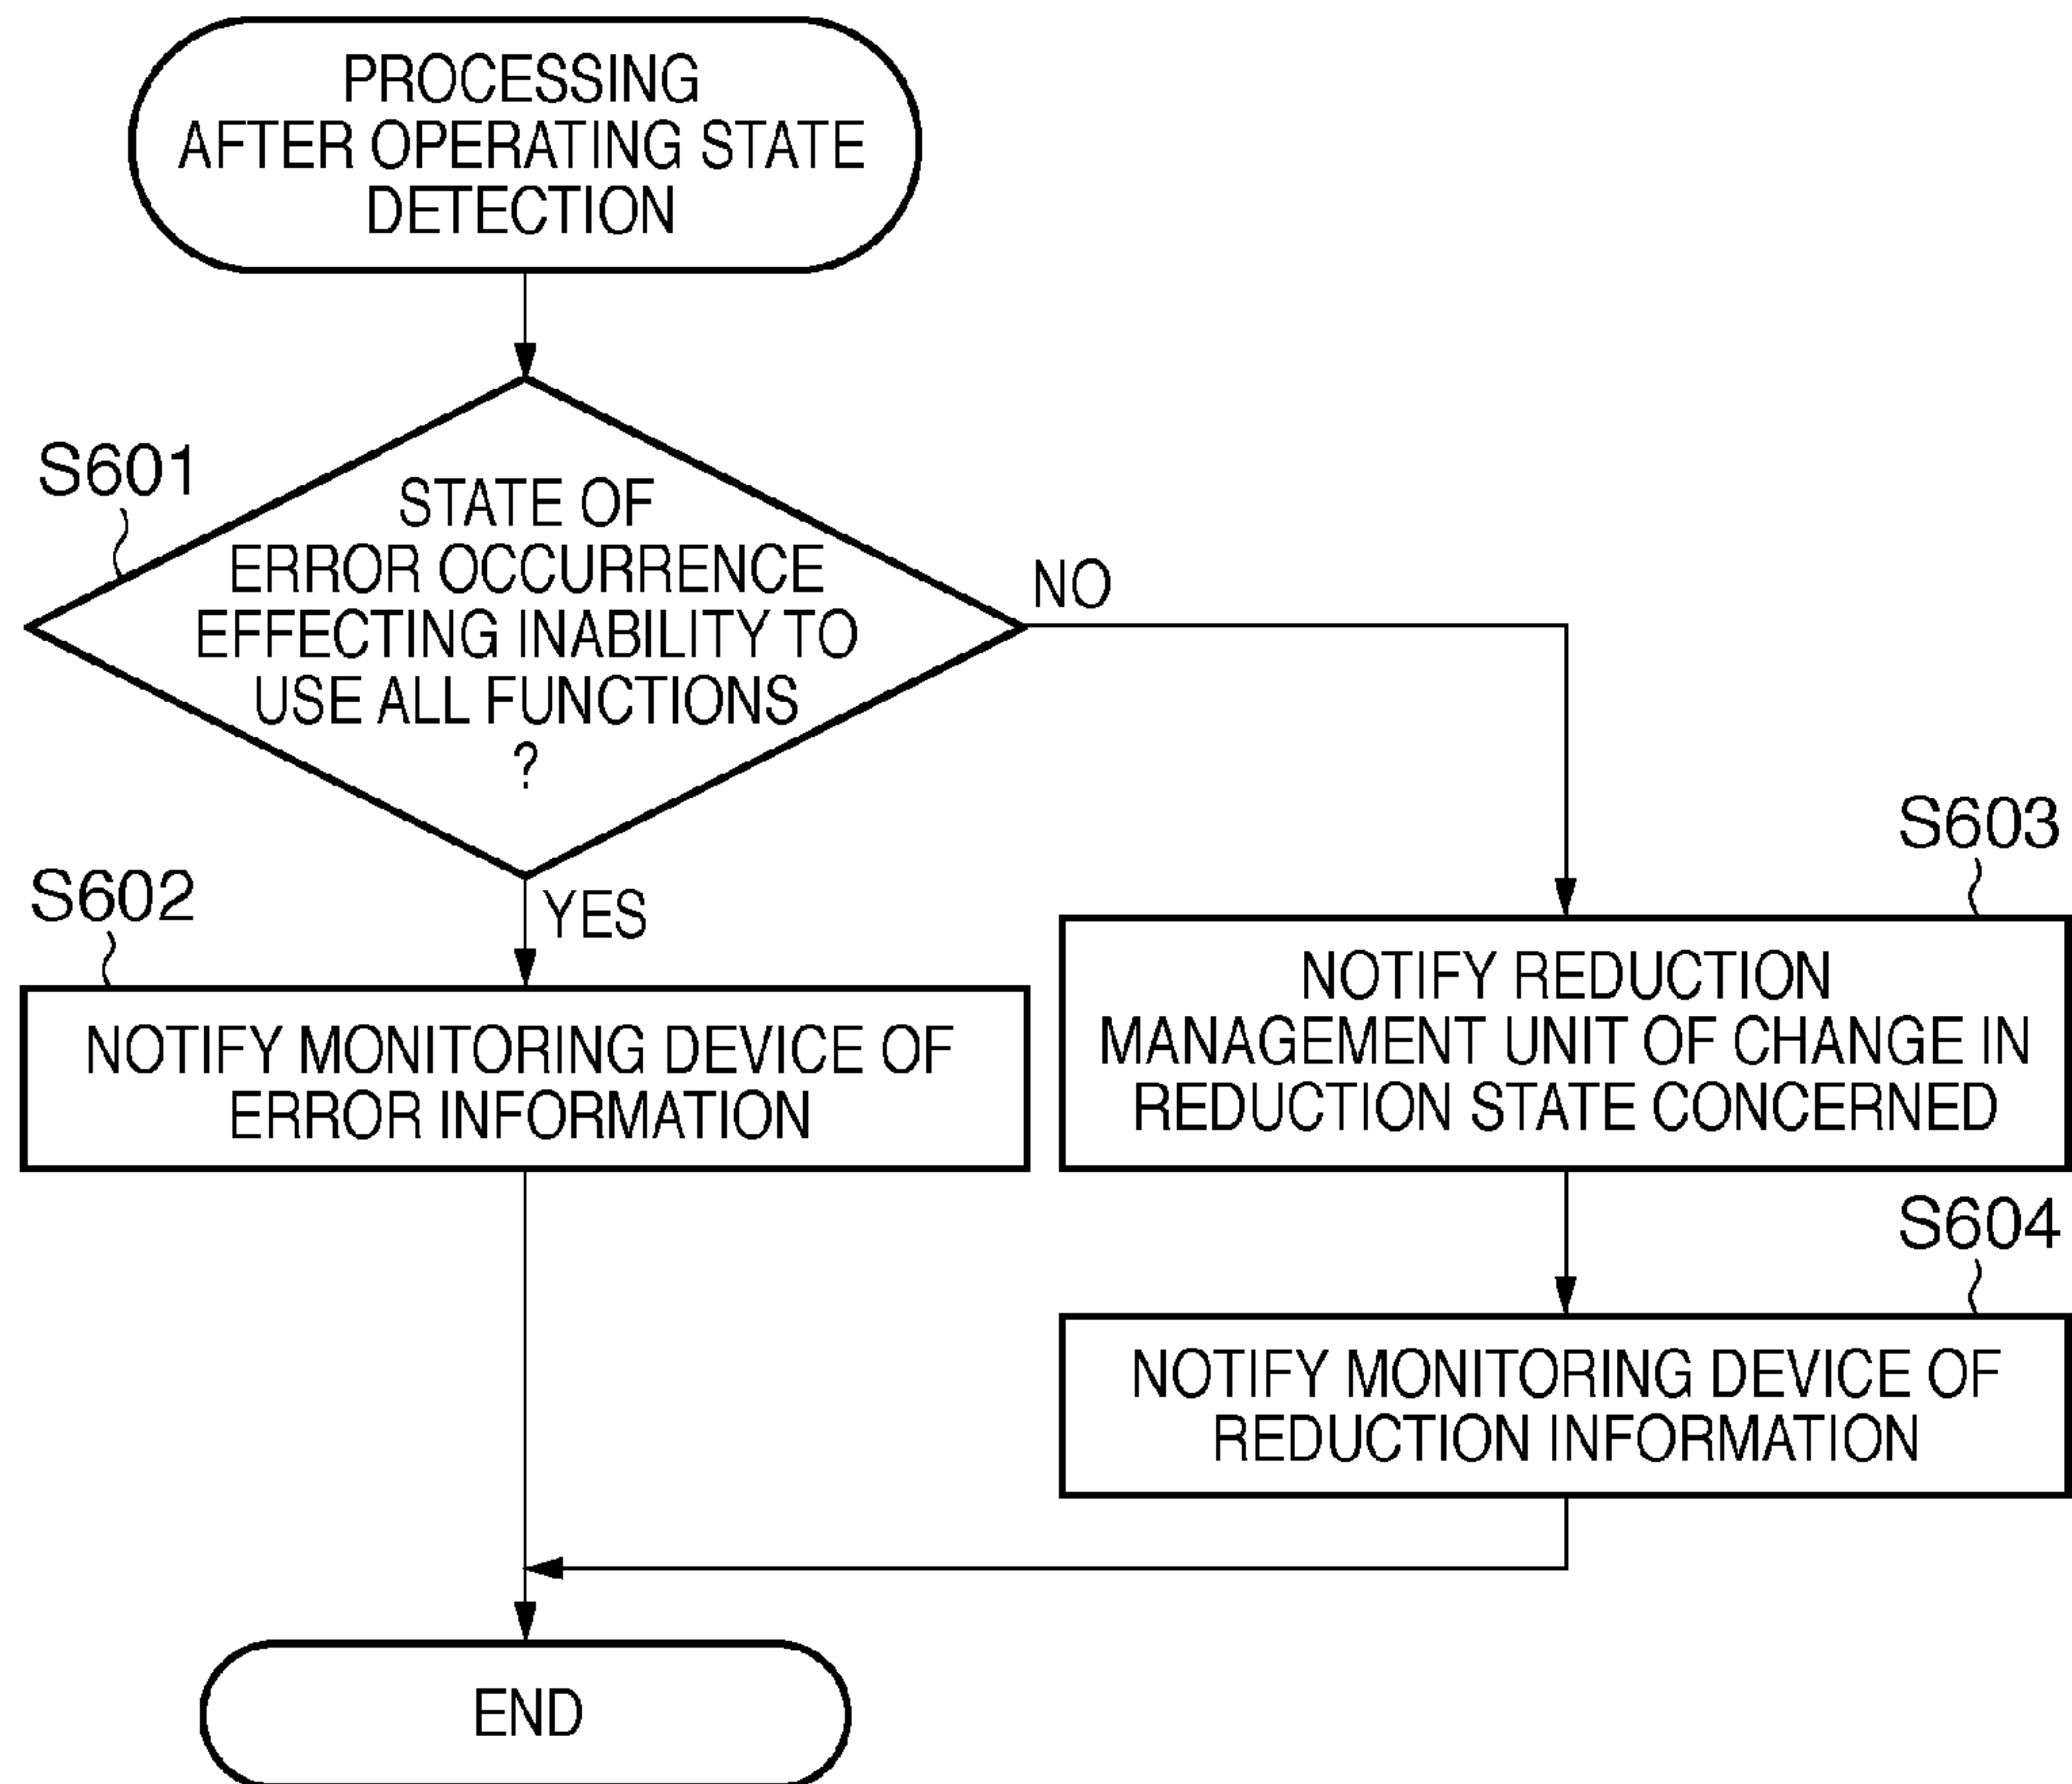 PROCESSING
AFTER OPERATING STATE
DETECTION
S601
STATE OF
ERROR OCCURRENCE
EFFECTING INABILITY TO
USE ALL FUNCTIONS
?
NO
YES
S602
NOTIFY MONITORING DEVICE OF
ERROR INFORMATION
S603
NOTIFY REDUCTION
MANAGEMENT UNIT OF CHANGE IN
REDUCTION STATE CONCERNED
S604
NOTIFY MONITORING DEVICE OF
REDUCTION INFORMATION
END